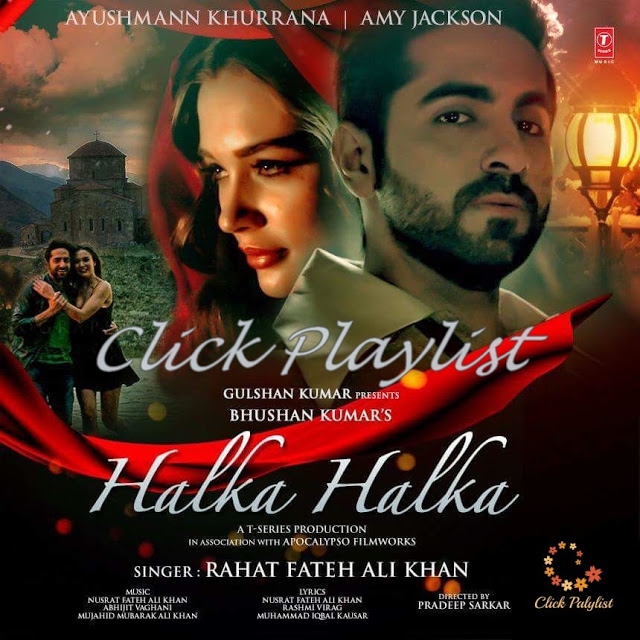 AYUSHMANN KHURRANA | AMY JACKSON
T
T-SERIES
MUSIC
Click Playlist
GULSHAN KUMAR PRESENTS
BHUSHAN KUMAR'S
Halka Halka
A T-SERIES PRODUCTION
IN ASSOCIATION WITH APOCALYPSO FILMWORKS
SINGER : RAHAT FATEH ALI KHAN
MUSIC
NUSRAT FATEH ALI KHAN
ABHIJIT VAGHANI
MUJAHID MUBARAK ALI KHAN
LYRICS
NUSRAT FATEH ALI KHAN
RASHMI VIRAG
MUHAMMAD IQBAL KAUSAR
DIRECTED BY
PRADEEP SARKAR
Click Palylist